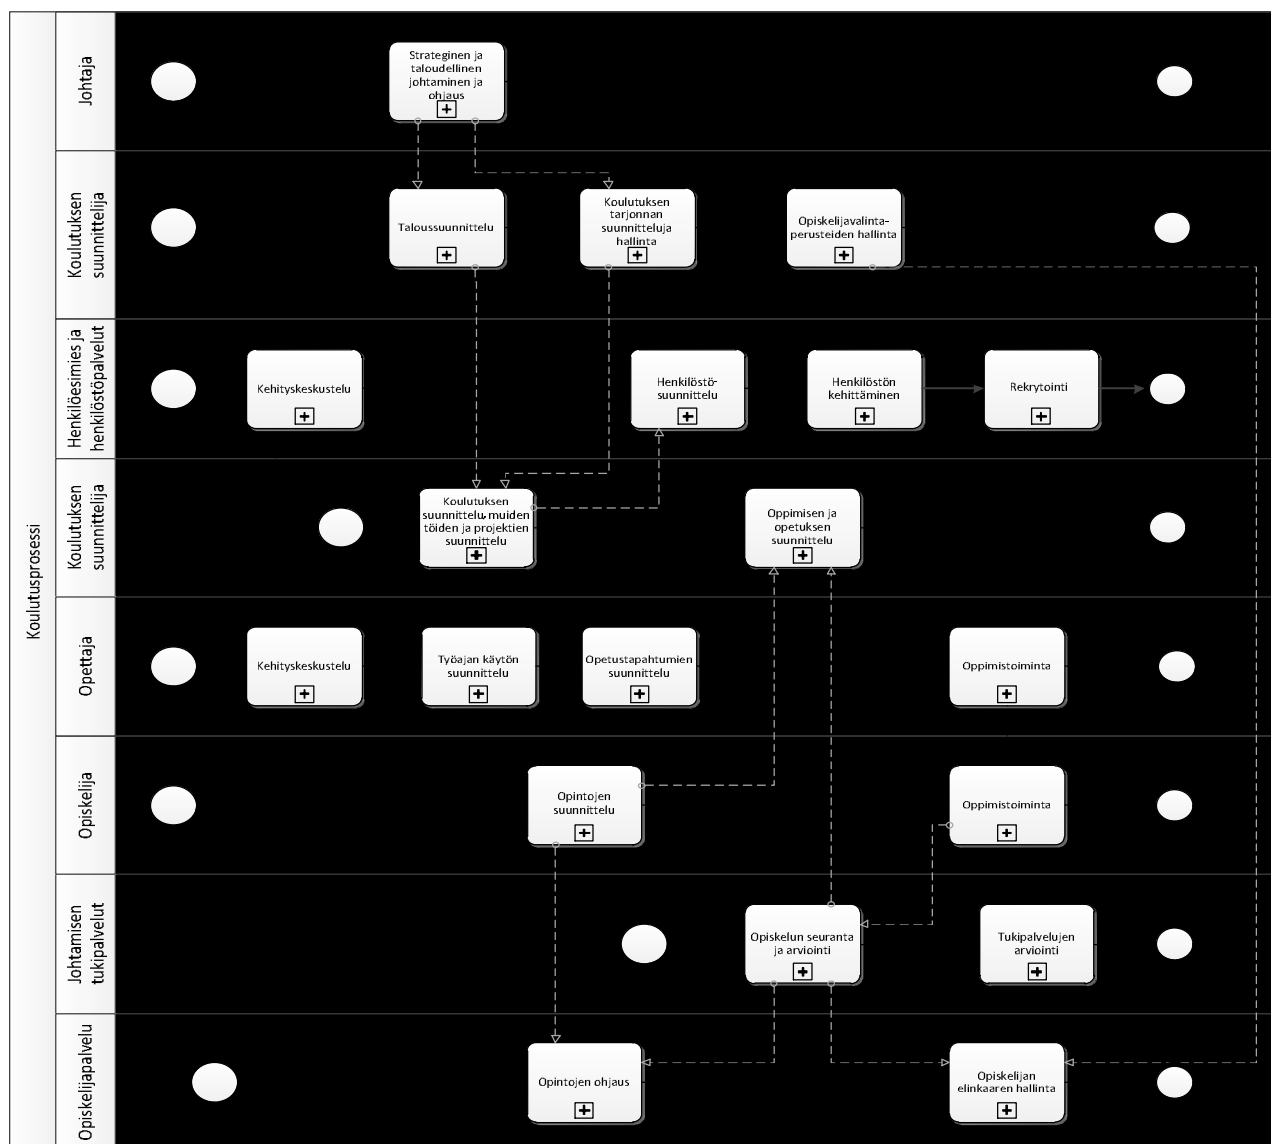 Koulutusprosessi
Johtaja
Strateginen ja
taloudellinen
johtaminen ja
ohjaus
Koulutuksen
suunnittelija
Taloussuunnittelu
Koulutuksen
tarjonnan
suunnitteluja
hallinta
Opiskelijavalinta-
perusteiden hallinta
Henkilöesimies ja
henkilöstöpalvelut
Kehityskeskustelu
Henkilöstö-
suunnittelu
Henkilöstön
kehittäminen
Rekrytointi
Koulutuksen
suunnittelija
Koulutuksen
suunnittelu, muiden
töiden ja projektien
suunnittelu
Oppimisen ja
opetuksen
suunnittelu
Opettaja
Kehityskeskustelu
Työajan käytön
suunnittelu
Opetustapahtumien
suunnittelu
Oppimistoiminta
Opiskelija
Opintojen
suunnittelu
Oppimistoiminta
Johtamisen
tukipalvelut
Opiskelun seuranta
ja arviointi
Tukipalvelujen
arviointi
Opiskelijapalvelu
Opintojen ohjaus
Opiskelijan
elinkaaren hallinta